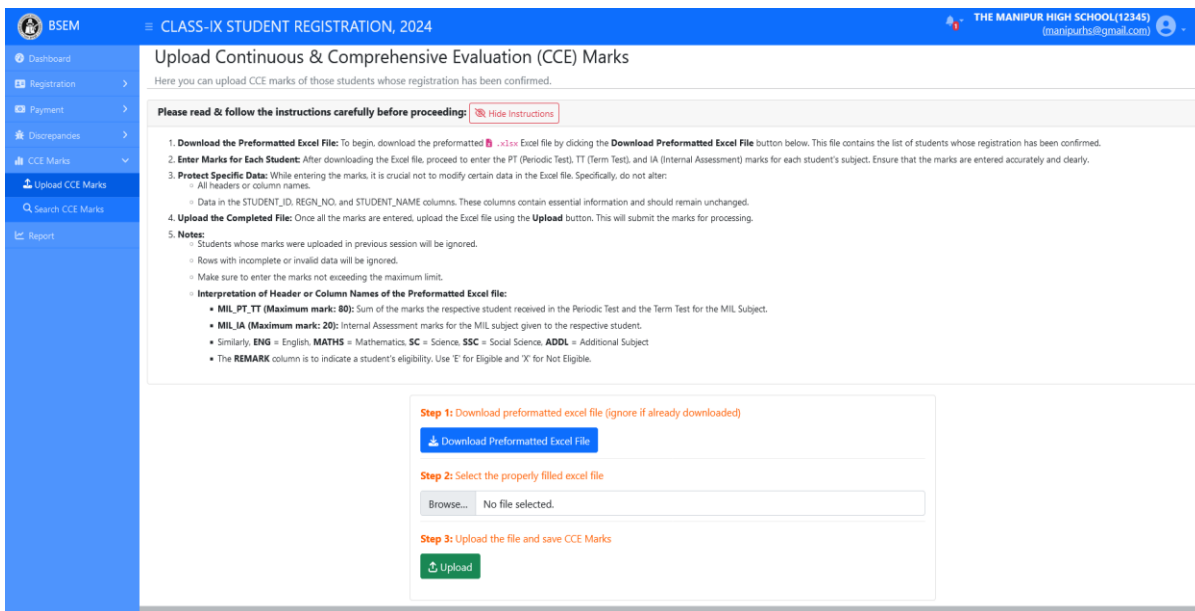 BSEM
≡ CLASS-IX STUDENT REGISTRATION, 2024
1
THE MANIPUR HIGH SCHOOL(12345)
(manipurhs@gmail.com)
Dashboard
Registration
Payment
Discrepancies
CCE Marks
Upload CCE Marks
Search CCE Marks
Report
Upload Continuous & Comprehensive Evaluation (CCE) Marks
Here you can upload CCE marks of those students whose registration has been confirmed.
Please read & follow the instructions carefully before proceeding: Hide Instructions
1. Download the Preformatted Excel File: To begin, download the preformatted .xlsx Excel file by clicking the Download Preformatted Excel File button below. This file contains the list of students whose registration has been confirmed.
2. Enter Marks for Each Student: After downloading the Excel file, proceed to enter the PT (Periodic Test), TT (Term Test), and IA (Internal Assessment) marks for each student's subject. Ensure that the marks are entered accurately and clearly.
3. Protect Specific Data: While entering the marks, it is crucial not to modify certain data in the Excel file. Specifically, do not alter:
○ All headers or column names.
○ Data in the STUDENT_ID, REGN_NO, and STUDENT_NAME columns. These columns contain essential information and should remain unchanged.
4. Upload the Completed File: Once all the marks are entered, upload the Excel file using the Upload button. This will submit the marks for processing.
5. Notes:
○ Students whose marks were uploaded in previous session will be ignored.
○ Rows with incomplete or invalid data will be ignored.
○ Make sure to enter the marks not exceeding the maximum limit.
○ Interpretation of Header or Column Names of the Preformatted Excel file:
▪ MIL_PT_TT (Maximum mark: 80): Sum of the marks the respective student received in the Periodic Test and the Term Test for the MIL Subject.
▪ MIL_IA (Maximum mark: 20): Internal Assessment marks for the MIL subject given to the respective student.
▪ Similarly, ENG = English, MATHS = Mathematics, SC = Science, SSC = Social Science, ADDL = Additional Subject
▪ The REMARK column is to indicate a student's eligibility. Use 'E' for Eligible and 'X' for Not Eligible.
Step 1: Download preformatted excel file (ignore if already downloaded)
Download Preformatted Excel File
Step 2: Select the properly filled excel file
Browse... No file selected.
Step 3: Upload the file and save CCE Marks
Upload